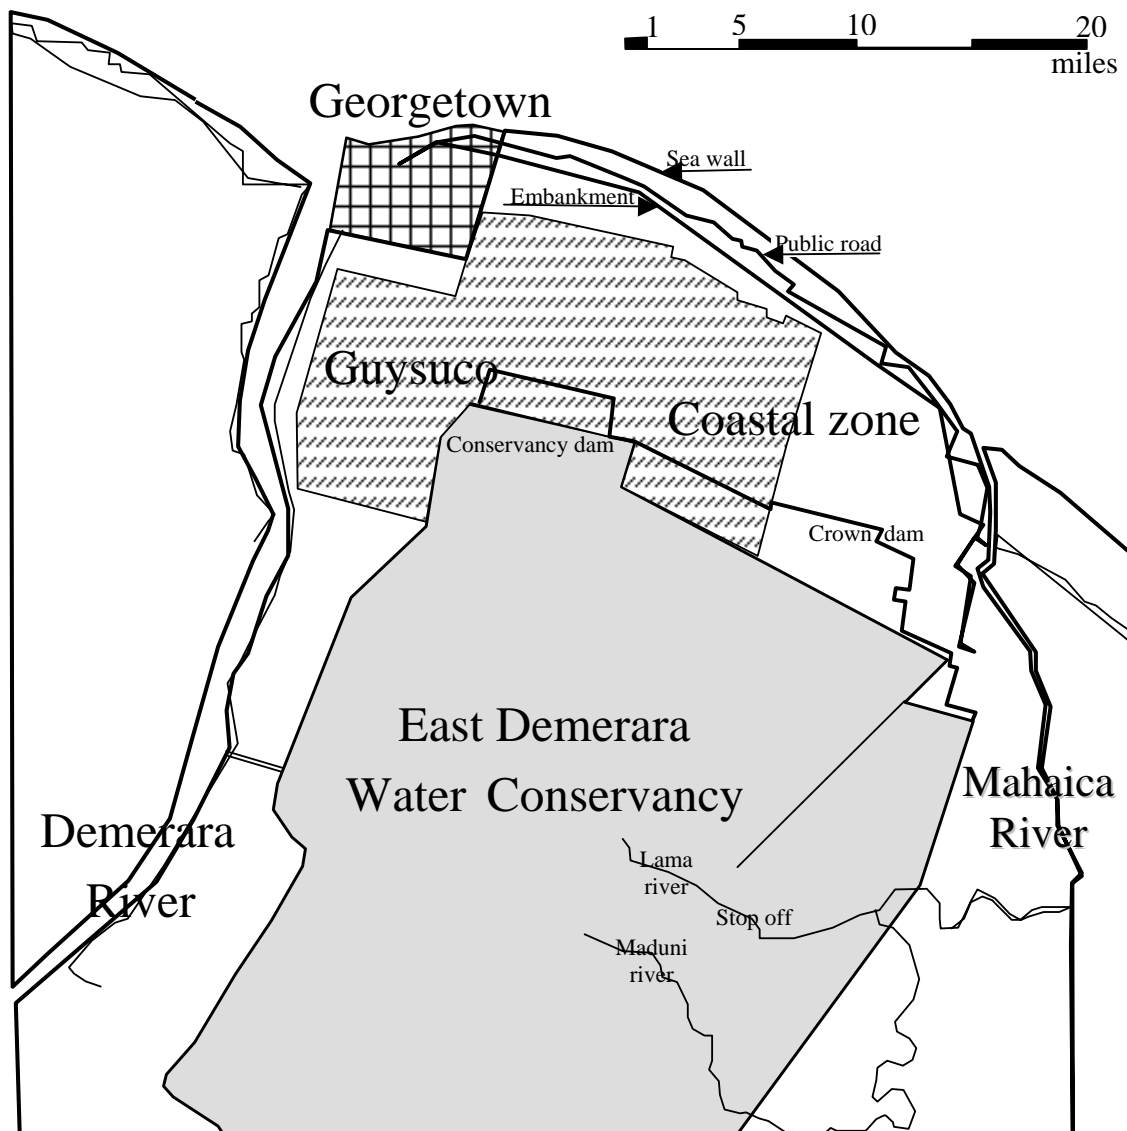 1 5 10 20
miles
Georgetown
Sea wall
Embankment
Public road
Guysuco
Coastal zone
Conservancy dam
Crown dam
East Demerara
Water Conservancy
Mahaica
River
Demerara
River
Lama
river
Stop off
Maduni
river